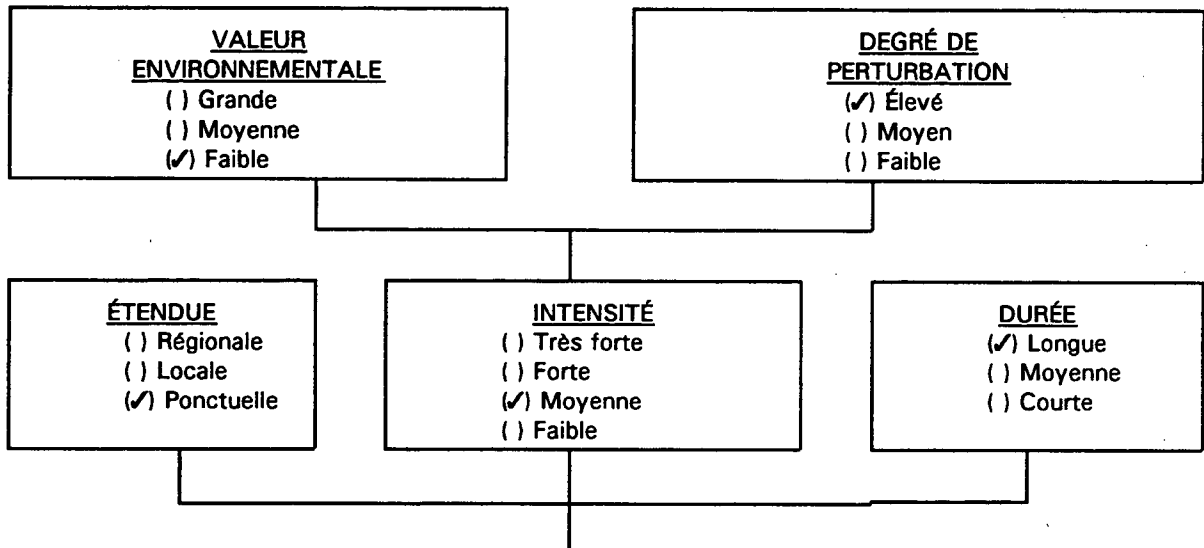 VALEUR
ENVIRONNEMENTALE
( ) Grande
( ) Moyenne
(✓) Faible
DEGRÉ DE
PERTURBATION
(✓) Élevé
( ) Moyen
( ) Faible
ÉTENDUE
( ) Régionale
( ) Locale
(✓) Ponctuelle
INTENSITÉ
( ) Très forte
( ) Forte
(✓) Moyenne
( ) Faible
DURÉE
(✓) Longue
( ) Moyenne
( ) Courte